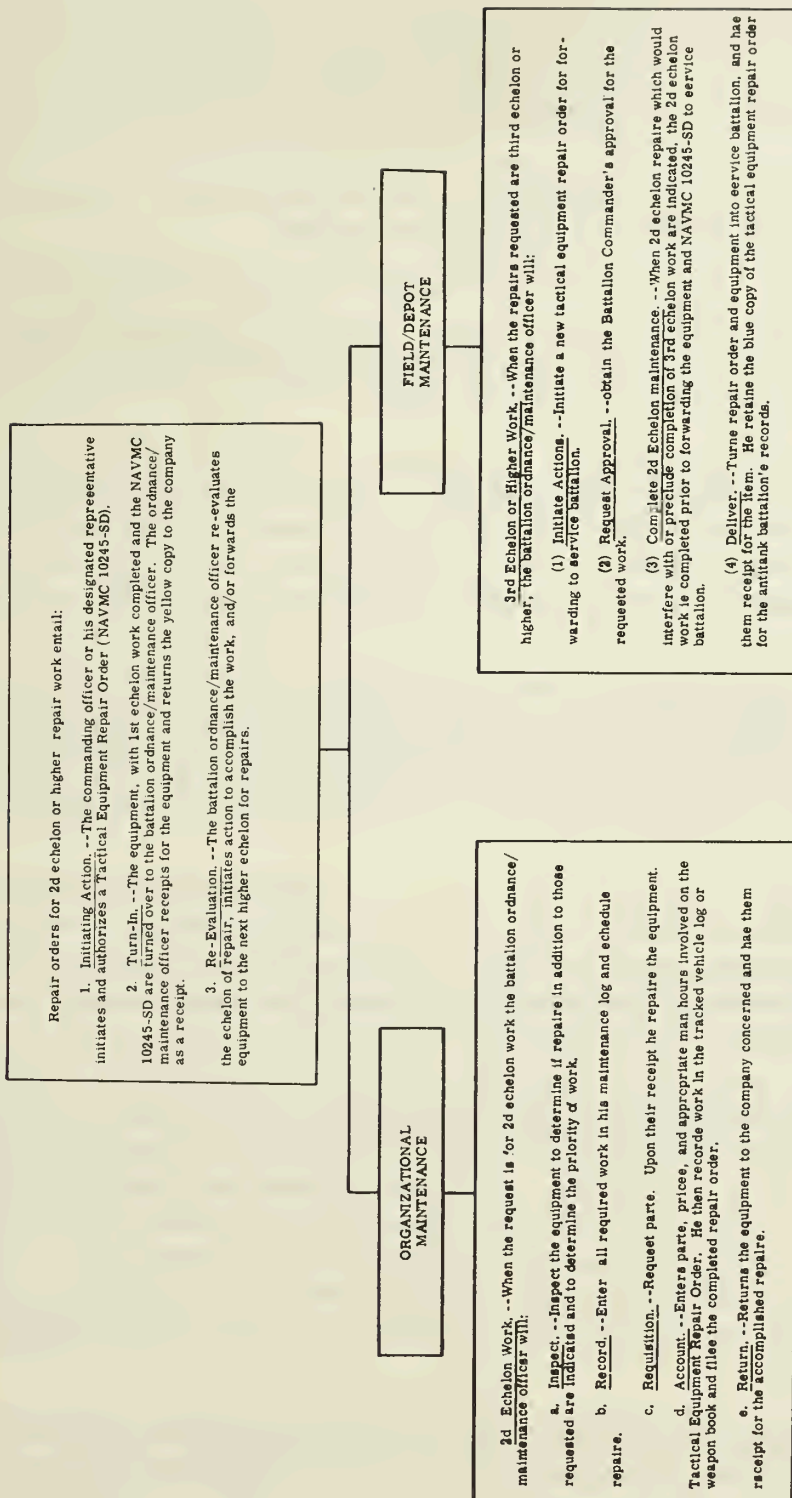 Repair orders for 2d echelon or higher repair work entail:
1. Initiating Action. --The commanding officer or his designated representative
initiates and authorizes a Tactical Equipment Repair Order (NAVMC 10245-SD).
2. Turn-In. --The equipment, with 1st echelon work completed and the NAVMC
10245-SD are turned over to the battalion ordnance/maintenance officer. The ordnance/
maintenance officer receipts for the equipment and returns the yellow copy to the company
as a receipt.
3. Re-Evaluation. --The battalion ordnance/maintenance officer re-evaluates
the echelon of repair, initiates action to accomplish the work, and/or forwards the
equipment to the next higher echelon for repairs.
ORGANIZATIONAL
MAINTENANCE
2d Echelon Work. --When the request is for 2d echelon work the battalion ordnance/
maintenance officer will:
a. Inspect. --Inspect the equipment to determine if repairs in addition to those
requested are indicated and to determine the priority of work.
b. Record. --Enter all required work in his maintenance log and schedule
repairs.
c. Requisition. --Request parts. Upon their receipt he repairs the equipment.
d. Account. --Enters parts, prices, and appropriate man hours involved on the
Tactical Equipment Repair Order. He then records work in the tracked vehicle log or
weapon book and files the completed repair order.
e. Return. --Returns the equipment to the company concerned and has them
receipt for the accomplished repairs.
FIELD/DEPOT
MAINTENANCE
3rd Echelon or Higher Work. --When the repairs requested are third echelon or
higher, the battalion ordnance/maintenance officer will:
(1) Initiate Actions. --Initiate a new tactical equipment repair order for for-
warding to service battalion.
(2) Request Approval. --obtain the Battalion Commander's approval for the
requested work.
(3) Complete 2d Echelon maintenance. --When 2d echelon repairs which would
interfere with or preclude completion of 3rd echelon work are indicated, the 2d echelon
work is completed prior to forwarding the equipment and NAVMC 10245-SD to service
battalion.
(4) Deliver. --Turns repair order and equipment into service battalion, and has
them receipt for the item. He retains the blue copy of the tactical equipment repair order
for the antitank battalion's records.